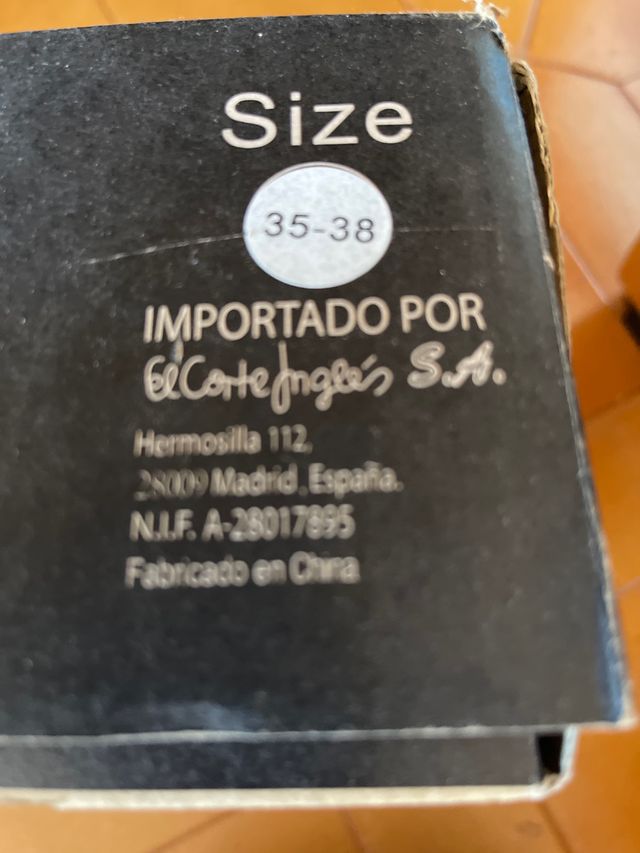 Size
35-38
IMPORTADO POR
El Corte Inglés S.A.
Hermosilla 112,
28009 Madrid, España.
N.I.F. A-28017895
Fabricado en China